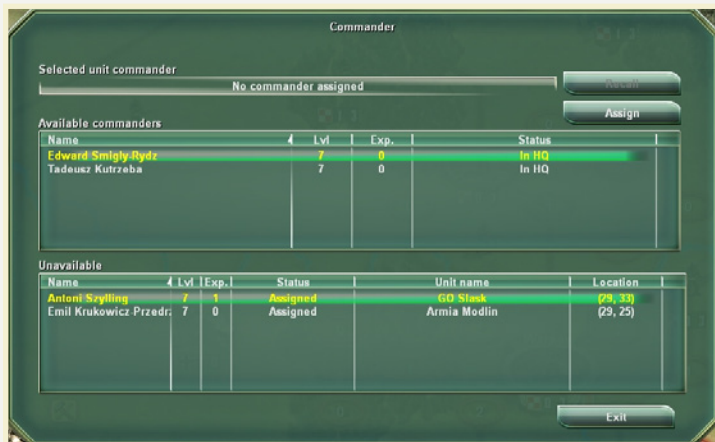 Commander
Selected unit commander
No commander assigned
Recall
Assign
Available commanders
Name Lvl Exp. Status
Edward Smigly-Rydz 7 0 In HQ
Tadeusz Kutrzeba 7 0 In HQ
Unavailable
Name Lvl Exp. Status Unit name Location
Antoni Szylling 7 1 Assigned GO Slask (29, 33)
Emil Krukowicz Przedr. 7 0 Assigned Armia Modlin (29, 25)
Exit